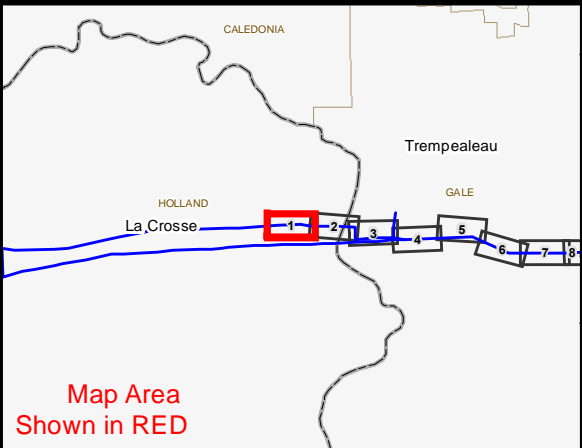 CALEDONIA
Trempealeau
HOLLAND
GALE
La Crosse
1
2
3
4
5
6
7
8
Map Area
Shown in RED